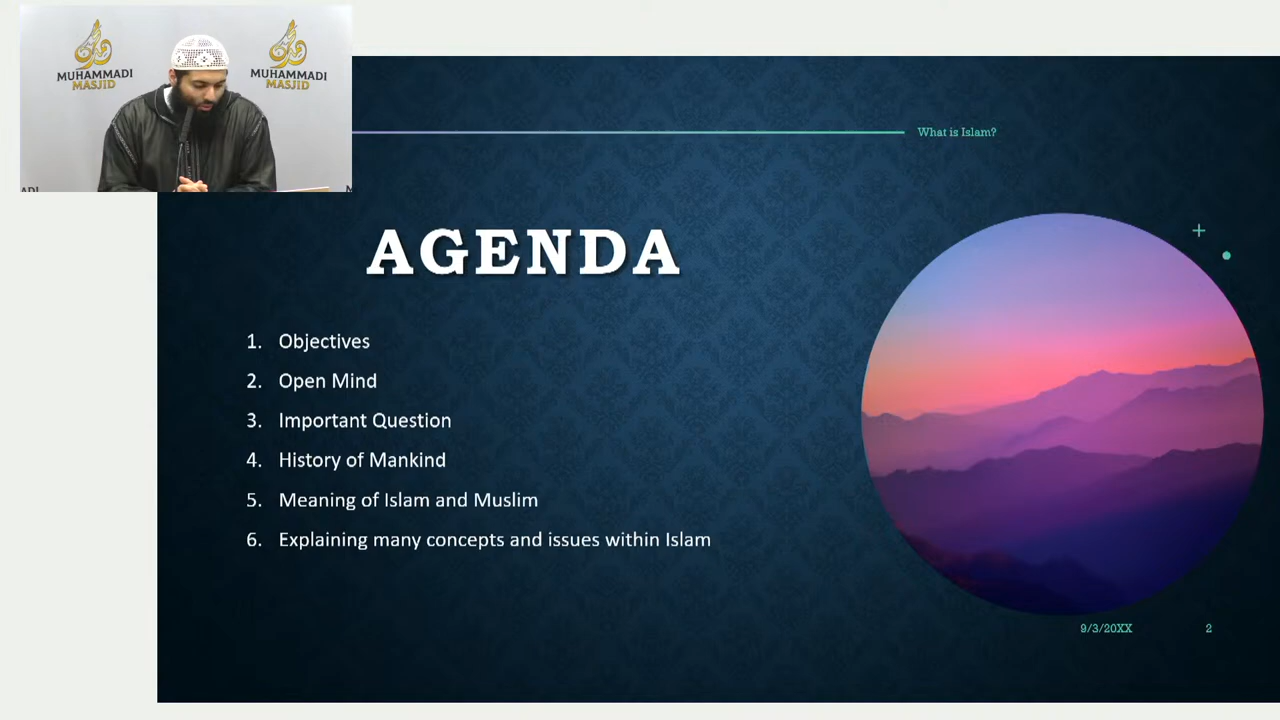 MUHAMMADI
MASJID
MUHAMMADI
MASJID
What is Islam?
AGENDA
1. Objectives
2. Open Mind
3. Important Question
4. History of Mankind
5. Meaning of Islam and Muslim
6. Explaining many concepts and issues within Islam
9/3/20XX
2